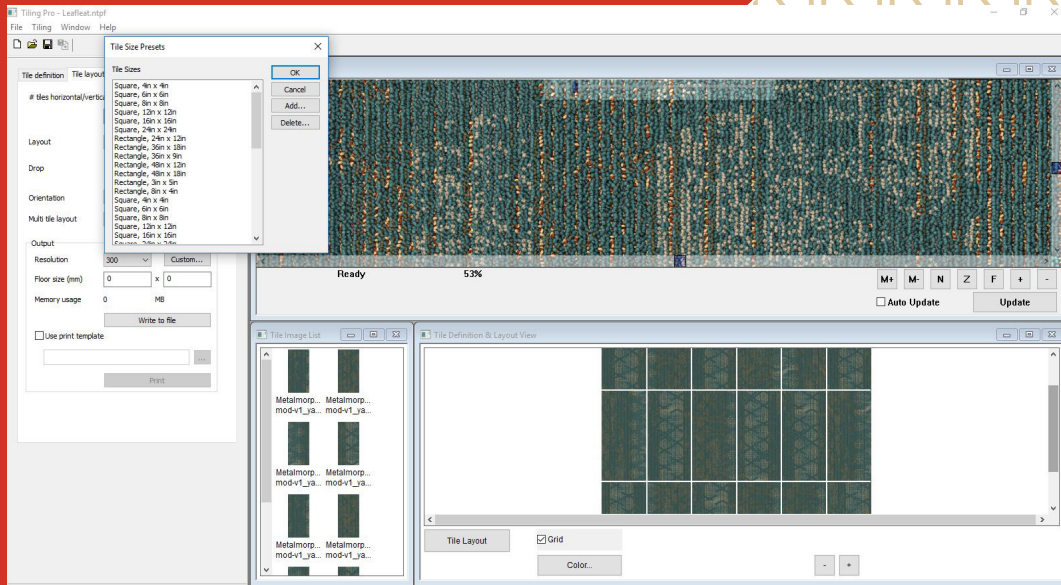 Tiling Pro - Leafleat.ntpf
File Tiling Window Help
Tile Size Presets
Tile Sizes
Square, 4in x 4in
Square, 6in x 6in
Square, 8in x 8in
Square, 12in x 12in
Square, 16in x 16in
Square, 24in x 24in
Rectangle, 24in x 12in
Rectangle, 36in x 18in
Rectangle, 36in x 9in
Rectangle, 48in x 12in
Rectangle, 48in x 18in
Rectangle, 3in x 5in
Rectangle, 8in x 4in
Square, 4in x 4in
Square, 6in x 6in
Square, 8in x 8in
Square, 12in x 12in
Square, 16in x 16in
Square, 24in x 24in
OK
Cancel
Add...
Delete...
Tile definition Tile layout
# tiles horizontal/vertica
Layout
Drop
Orientation
Multi tile layout
Output
Resolution 300 Custom...
Floor size (mm) 0 x 0
Memory usage 0 MB
Write to file
Use print template
...
Print
Ready 53%
M+ M- N Z F + -
Auto Update Update
Tile Image List
Metalmorp... Metalmorp...
mod-v1_ya... mod-v1_ya...
Metalmorp... Metalmorp...
mod-v1_ya... mod-v1_ya...
Metalmorp... Metalmorp...
mod-v1_ya... mod-v1_ya...
Tile Definition & Layout View
Tile Layout Grid
Color... - +